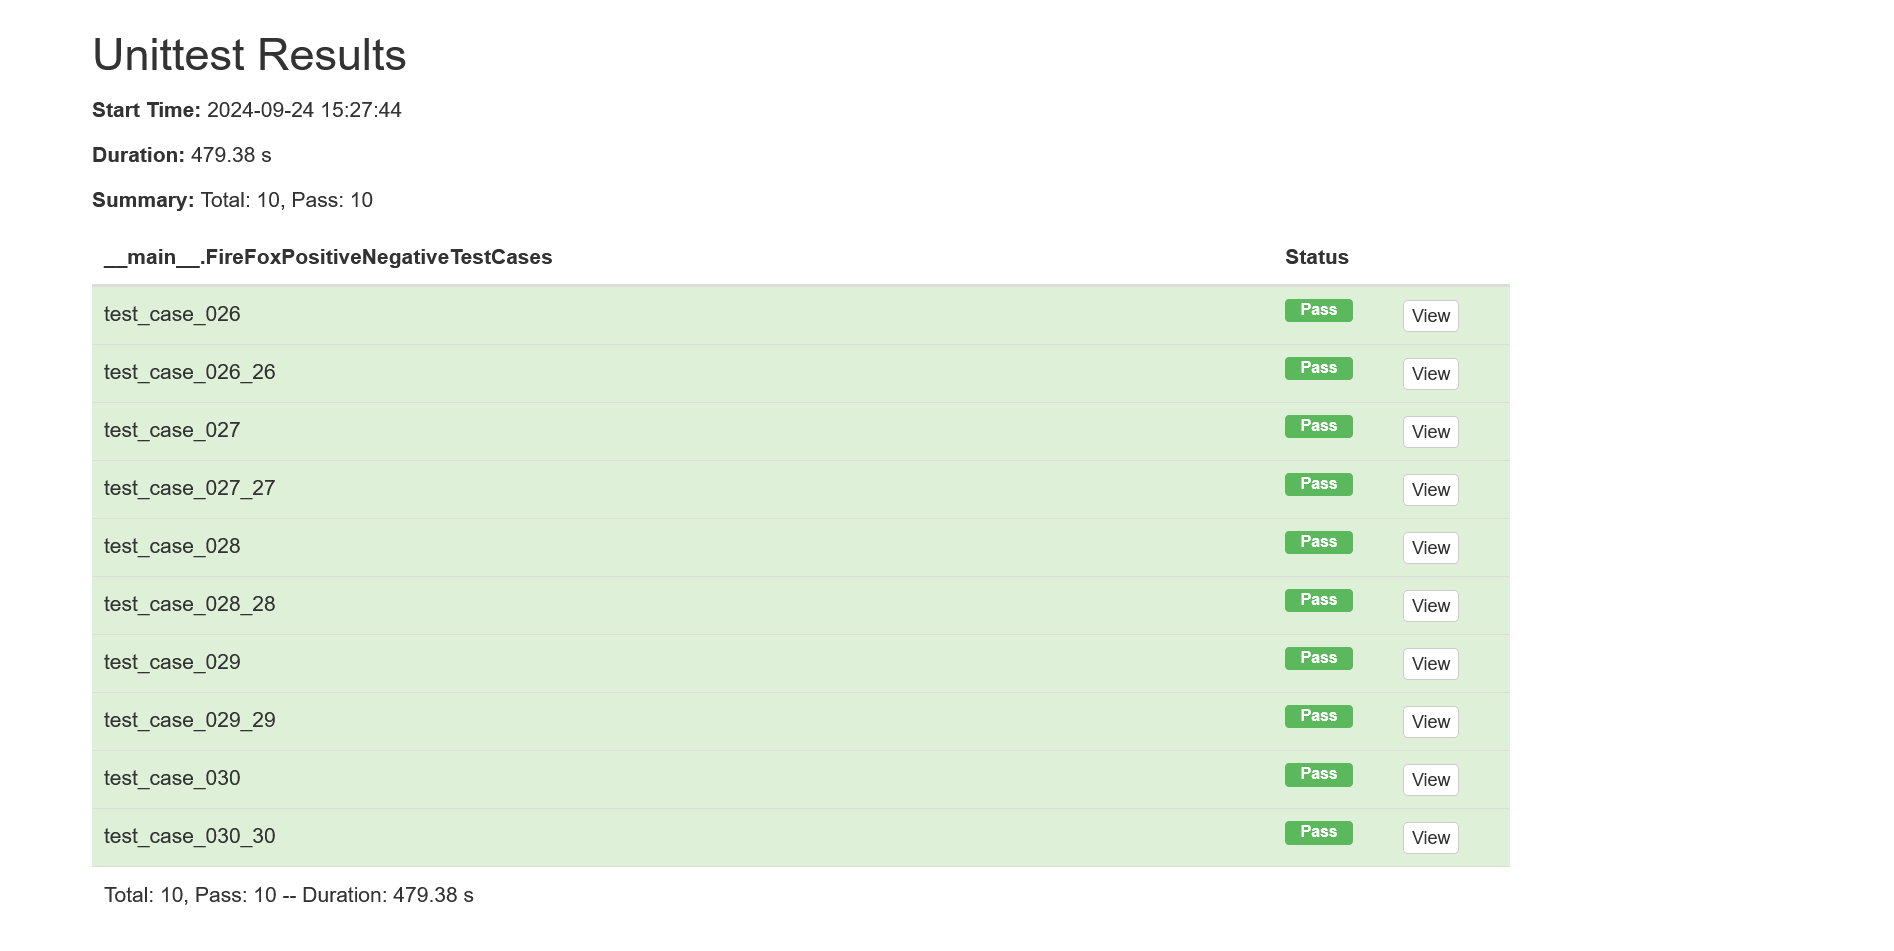 Unittest Results
Start Time: 2024-09-24 15:27:44
Duration: 479.38 s
Summary: Total: 10, Pass: 10
__main__.FireFoxPositiveNegativeTestCases Status
test_case_026 Pass View
test_case_026_26 Pass View
test_case_027 Pass View
test_case_027_27 Pass View
test_case_028 Pass View
test_case_028_28 Pass View
test_case_029 Pass View
test_case_029_29 Pass View
test_case_030 Pass View
test_case_030_30 Pass View
Total: 10, Pass: 10 -- Duration: 479.38 s